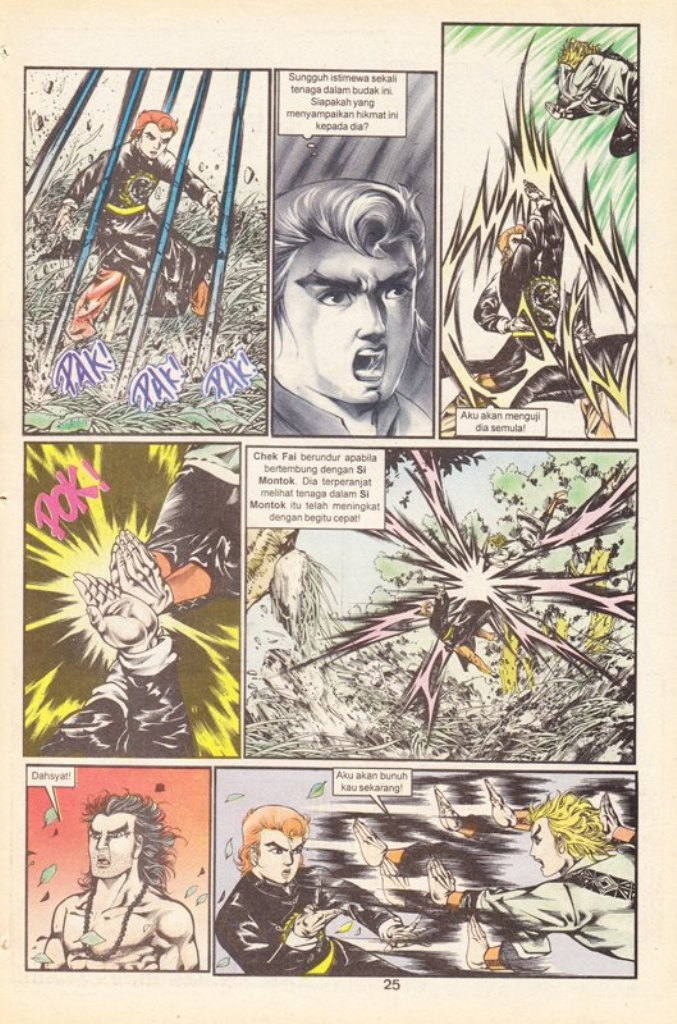 Sungguh istimewa sekali
tenaga dalam budak ini.
Siapakah yang
menyampaikan hikmat ini
kepada dia?
PAK!
PAK!
PAK!
Aku akan menguji
dia semula!
POK!
Chek Fai berundur apabila
bertembung dengan Si
Montok. Dia terperanjat
melihat tenaga dalam Si
Montok itu telah meningkat
dengan begitu cepat!
Dahsyat!
Aku akan bunuh
kau sekarang!
25